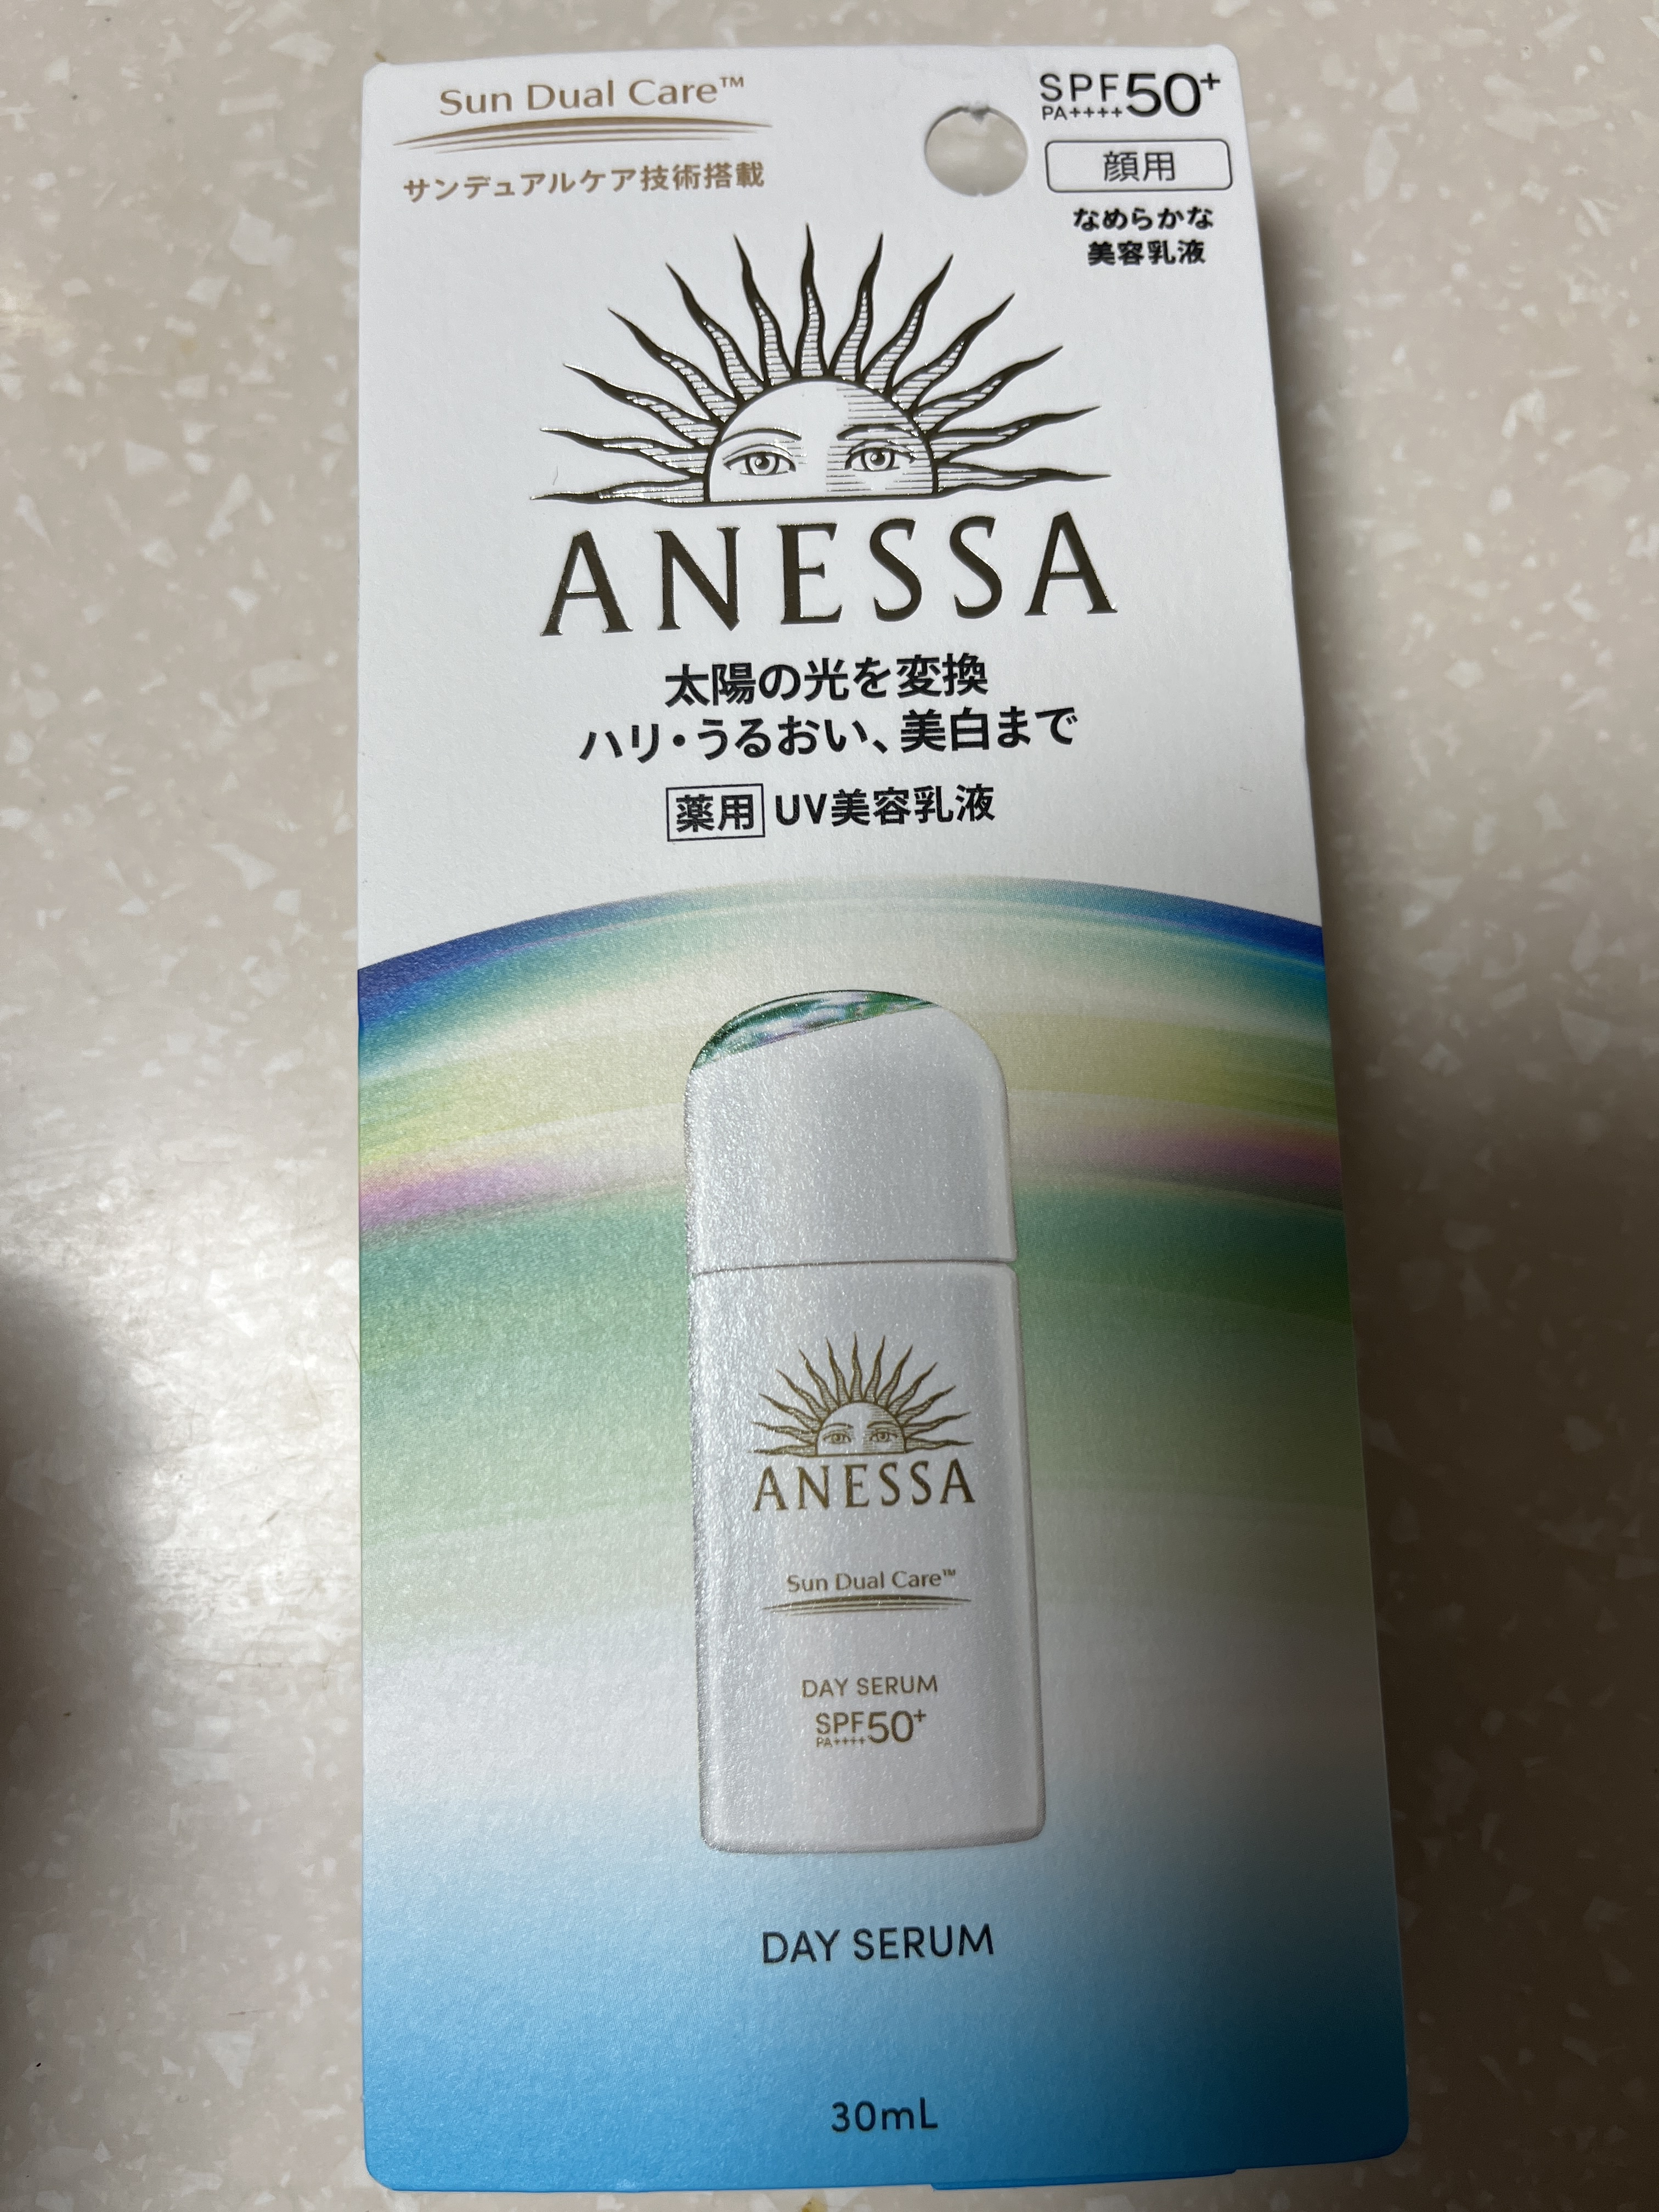 Sun Dual Care™
サンデュアルケア技術搭載
SPF50+
PA++++
顔用
なめらかな
美容乳液
ANESSA
太陽の光を変換
ハリ・うるおい、美白まで
薬用 UV美容乳液
ANESSA
Sun Dual Care™
DAY SERUM
SPF50+
PA++++
DAY SERUM
30mL